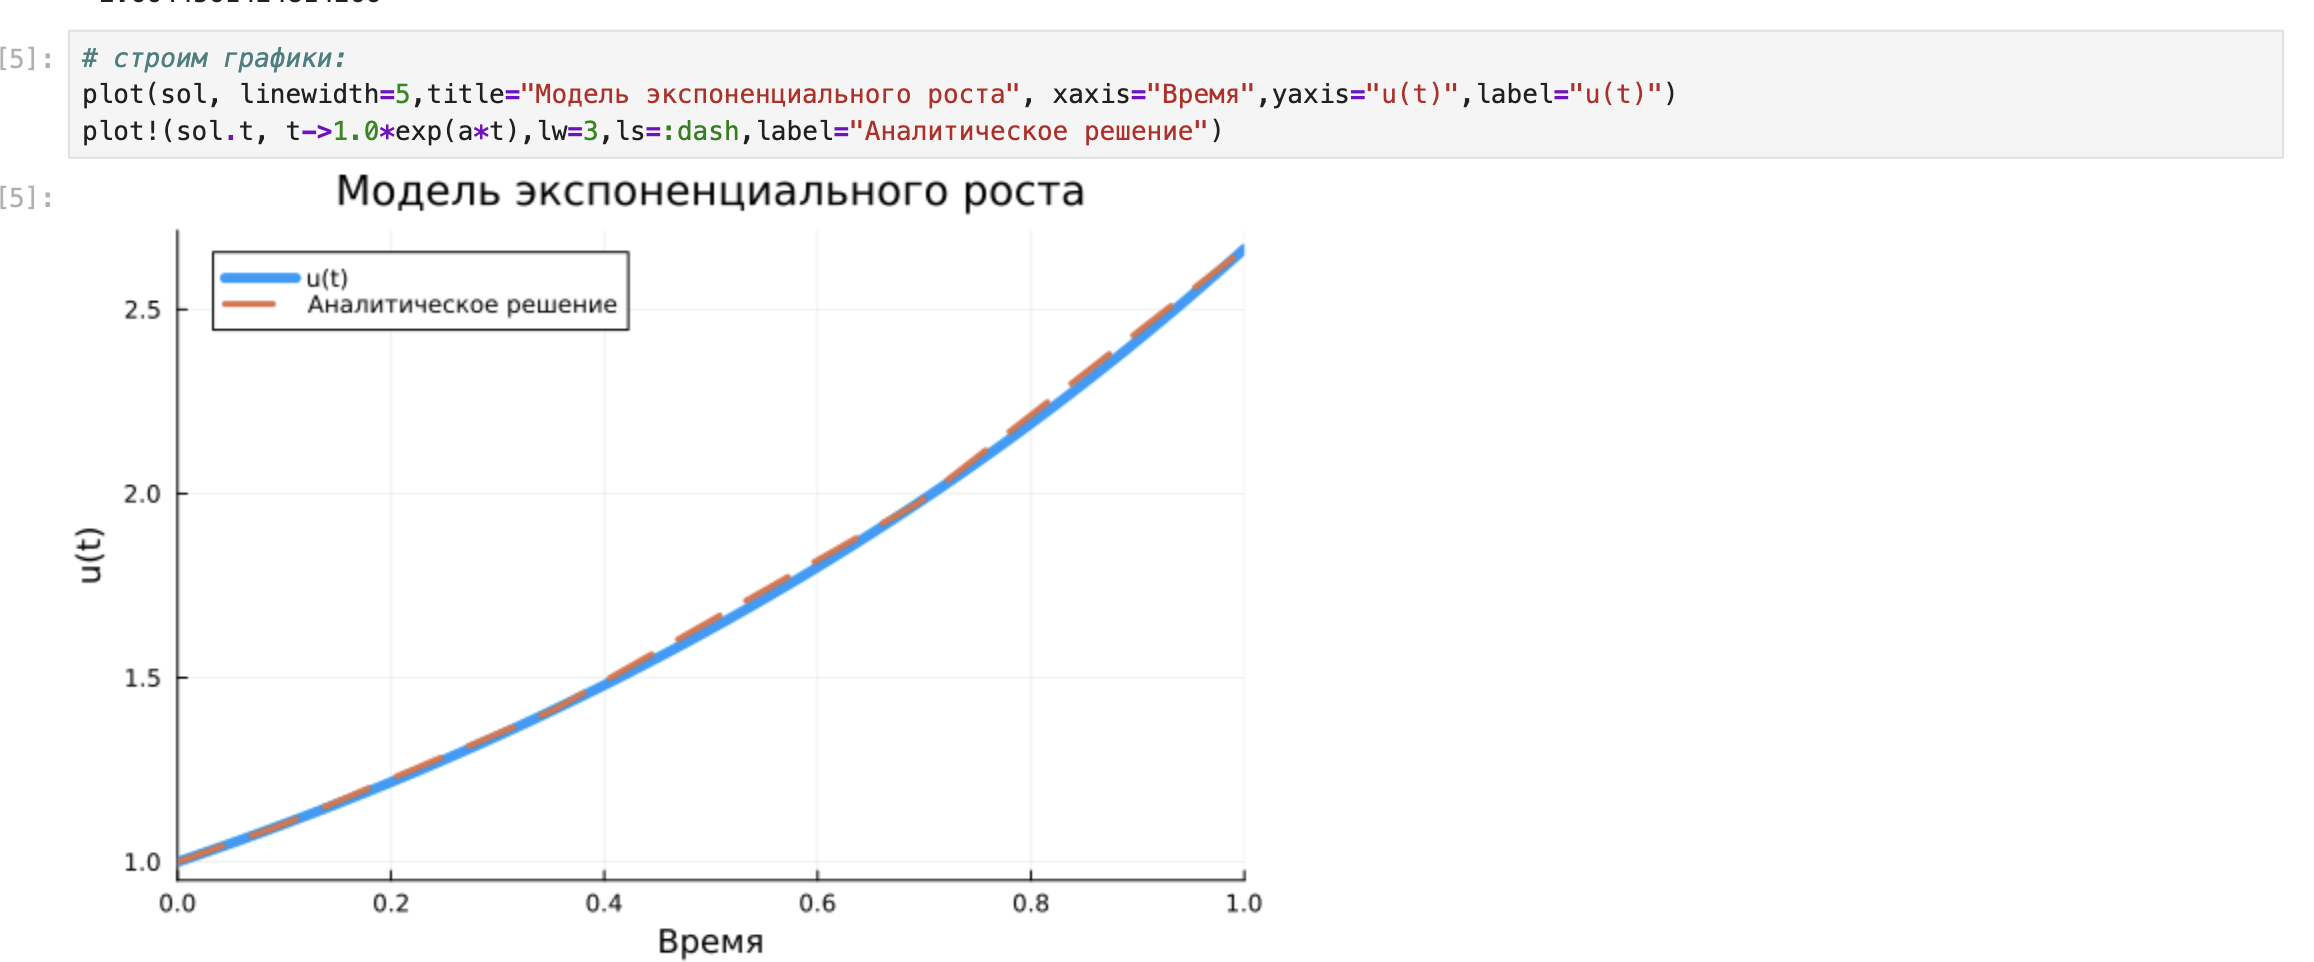 [5]:
# строим графики:
plot(sol, linewidth=5,title="Модель экспоненциального роста", xaxis="Время",yaxis="u(t)",label="u(t)")
plot!(sol.t, t->1.0*exp(a*t),lw=3,ls=:dash,label="Аналитическое решение")
[5]:
Модель экспоненциального роста
u(t)
Аналитическое решение
2.5
2.0
1.5
1.0
u(t)
0.0 0.2 0.4 0.6 0.8 1.0
Время